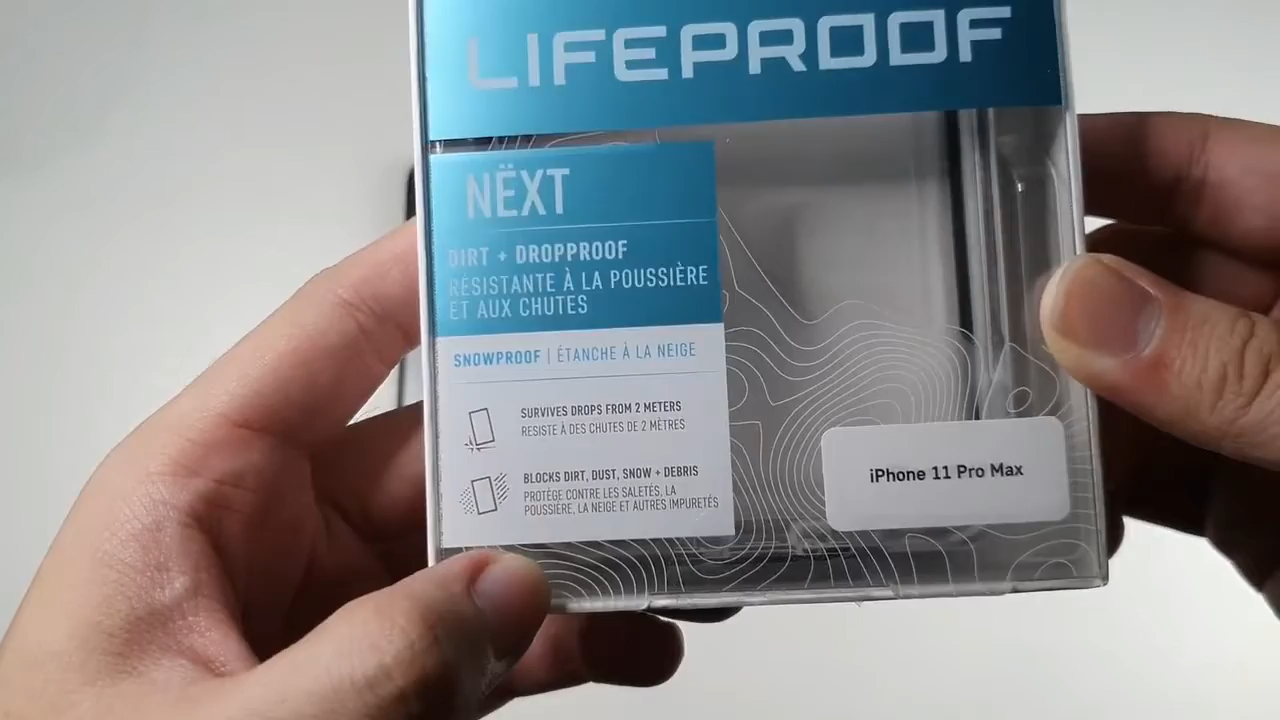 LIFEPROOF
NËXT
DIRT + DROPPROOF
RÉSISTANTE À LA POUSSIÈRE
ET AUX CHUTES
SNOWPROOF | ÉTANCHE À LA NEIGE
SURVIVES DROPS FROM 2 METERS
RESISTE À DES CHUTES DE 2 MÈTRES
BLOCKS DIRT, DUST, SNOW + DEBRIS
PROTÈGE CONTRE LES SALETÉS, LA
POUSSIÈRE, LA NEIGE ET AUTRES IMPURETÉS
iPhone 11 Pro Max